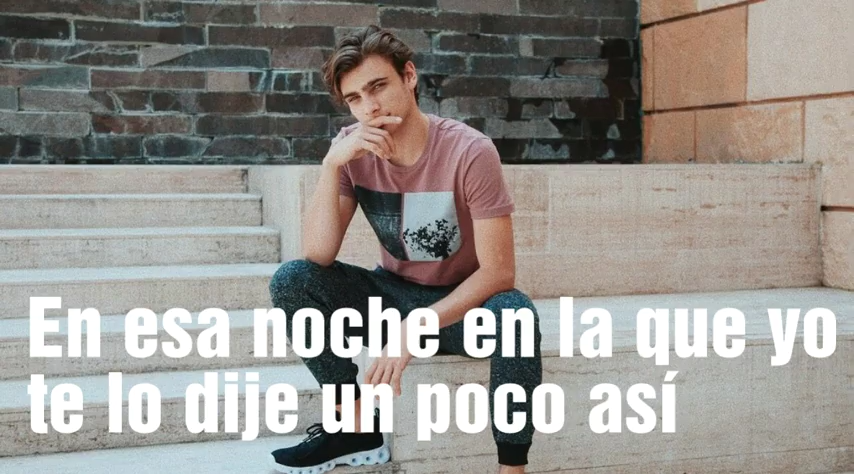 En esa noche en la que yo
te lo dije un poco así